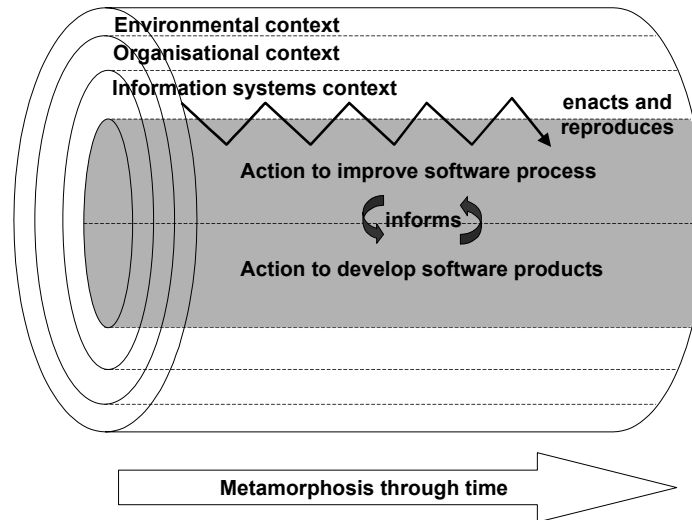 Environmental context
Organisational context
Information systems context
enacts and
reproduces
Action to improve software process
informs
Action to develop software products
Metamorphosis through time